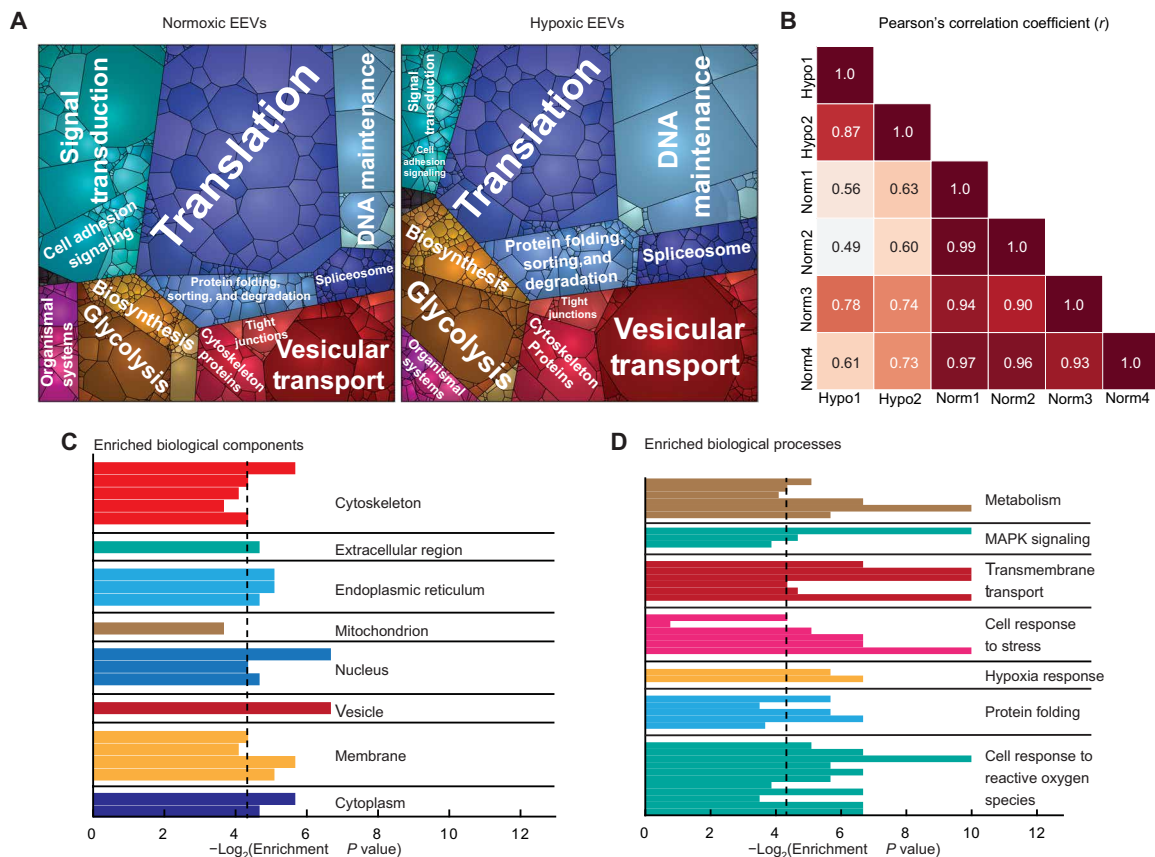 A
Normoxic EEVs
Hypoxic EEVs
Signal
transduction
Translation
DNA maintenance
Cell adhesion
signaling
Protein folding,
sorting, and degradation
Spliceosome
Organismal
systems
Biosynthesis
Glycolysis
Cytoskeleton
proteins
Tight
junctions
Vesicular
transport
Signal
transduction
Cell
adhesion
signaling
Translation
DNA
maintenance
Biosynthesis
Protein folding,
sorting,and
degradation
Spliceosome
Glycolysis
Organismal
systems
Tight
junctions
Cytoskeleton
Proteins
Vesicular
transport
B
Pearson's correlation coefficient (r)
Hypo1 1.0
Hypo2 0.87 1.0
Norm1 0.56 0.63 1.0
Norm2 0.49 0.60 0.99 1.0
Norm3 0.78 0.74 0.94 0.90 1.0
Norm4 0.61 0.73 0.97 0.96 0.93 1.0
Hypo1 Hypo2 Norm1 Norm2 Norm3 Norm4
C
Enriched biological components
Cytoskeleton
Extracellular region
Endoplasmic reticulum
Mitochondrion
Nucleus
Vesicle
Membrane
Cytoplasm
0 2 4 6 8 10 12
−Log2(Enrichment P value)
D
Enriched biological processes
Metabolism
MAPK signaling
Transmembrane
transport
Cell response
to stress
Hypoxia response
Protein folding
Cell response to
reactive oxygen
species
0 2 4 6 8 10 12
−Log2(Enrichment P value)